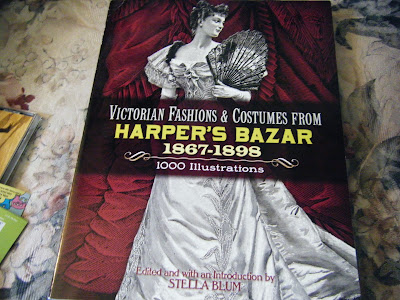 VICTORIAN FASHIONS & COSTUMES FROM
HARPER'S BAZAR
1867-1898
1000 Illustrations
Edited and with an Introduction by
STELLA BLUM